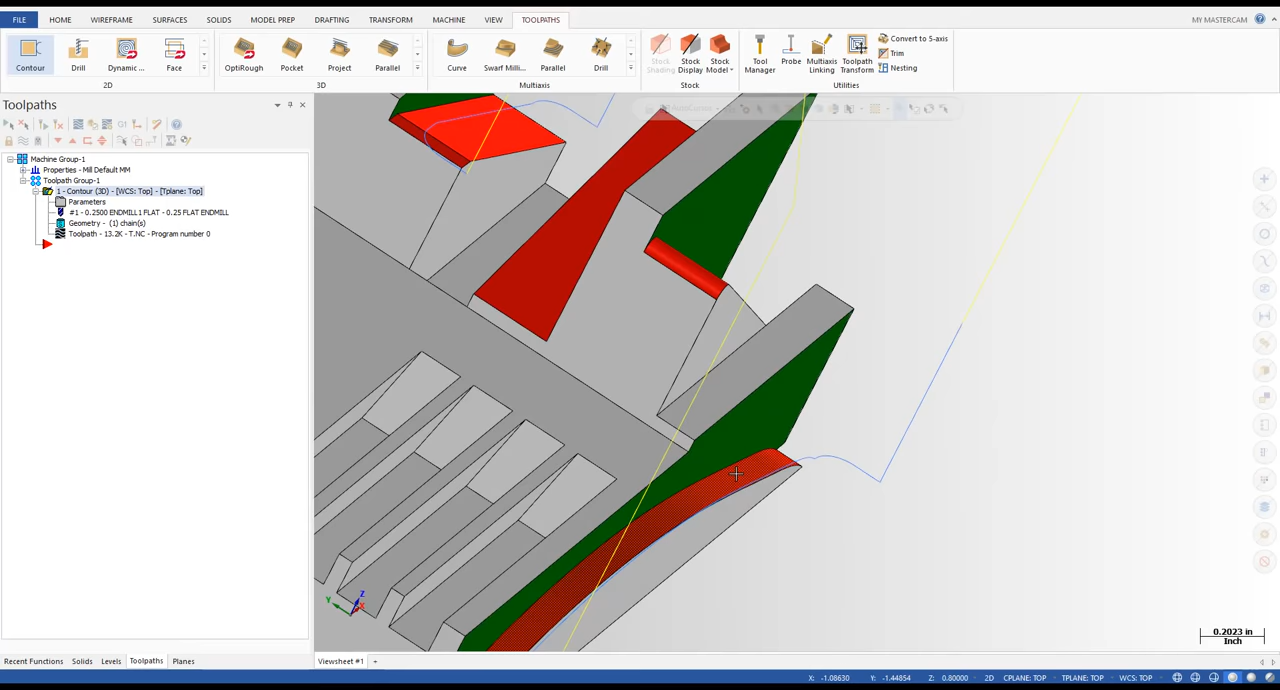 FILE HOME WIREFRAME SURFACES SOLIDS MODEL PREP DRAFTING TRANSFORM MACHINE VIEW TOOLPATHS MY MASTERCAM
Contour Drill Dynamic ... Face
2D
OptiRough Pocket Project Parallel
3D
Curve Swarf Milli... Parallel Drill
Multiaxis
Stock Shading Stock Display Stock Model
Stock
Tool Manager Probe Multiaxis Linking Toolpath Transform
Convert to 5-axis
Trim
Nesting
Utilities
Toolpaths
AutoCursor
G1
Machine Group-1
Properties - Mill Default MM
Toolpath Group-1
1 - Contour (3D) - [WCS: Top] - [Tplane: Top]
Parameters
#1 - 0.2500 ENDMILL1 FLAT - 0.25 FLAT ENDMILL
Geometry - (1) chain(s)
Toolpath - 13.2K - T.NC - Program number 0
Z
Y
X
0.2023 in
Inch
Recent Functions Solids Levels Toolpaths Planes
Viewsheet #1 +
X: -1.08630 Y: -1.44854 Z: 0.80000 2D CPLANE: TOP TPLANE: TOP WCS: TOP